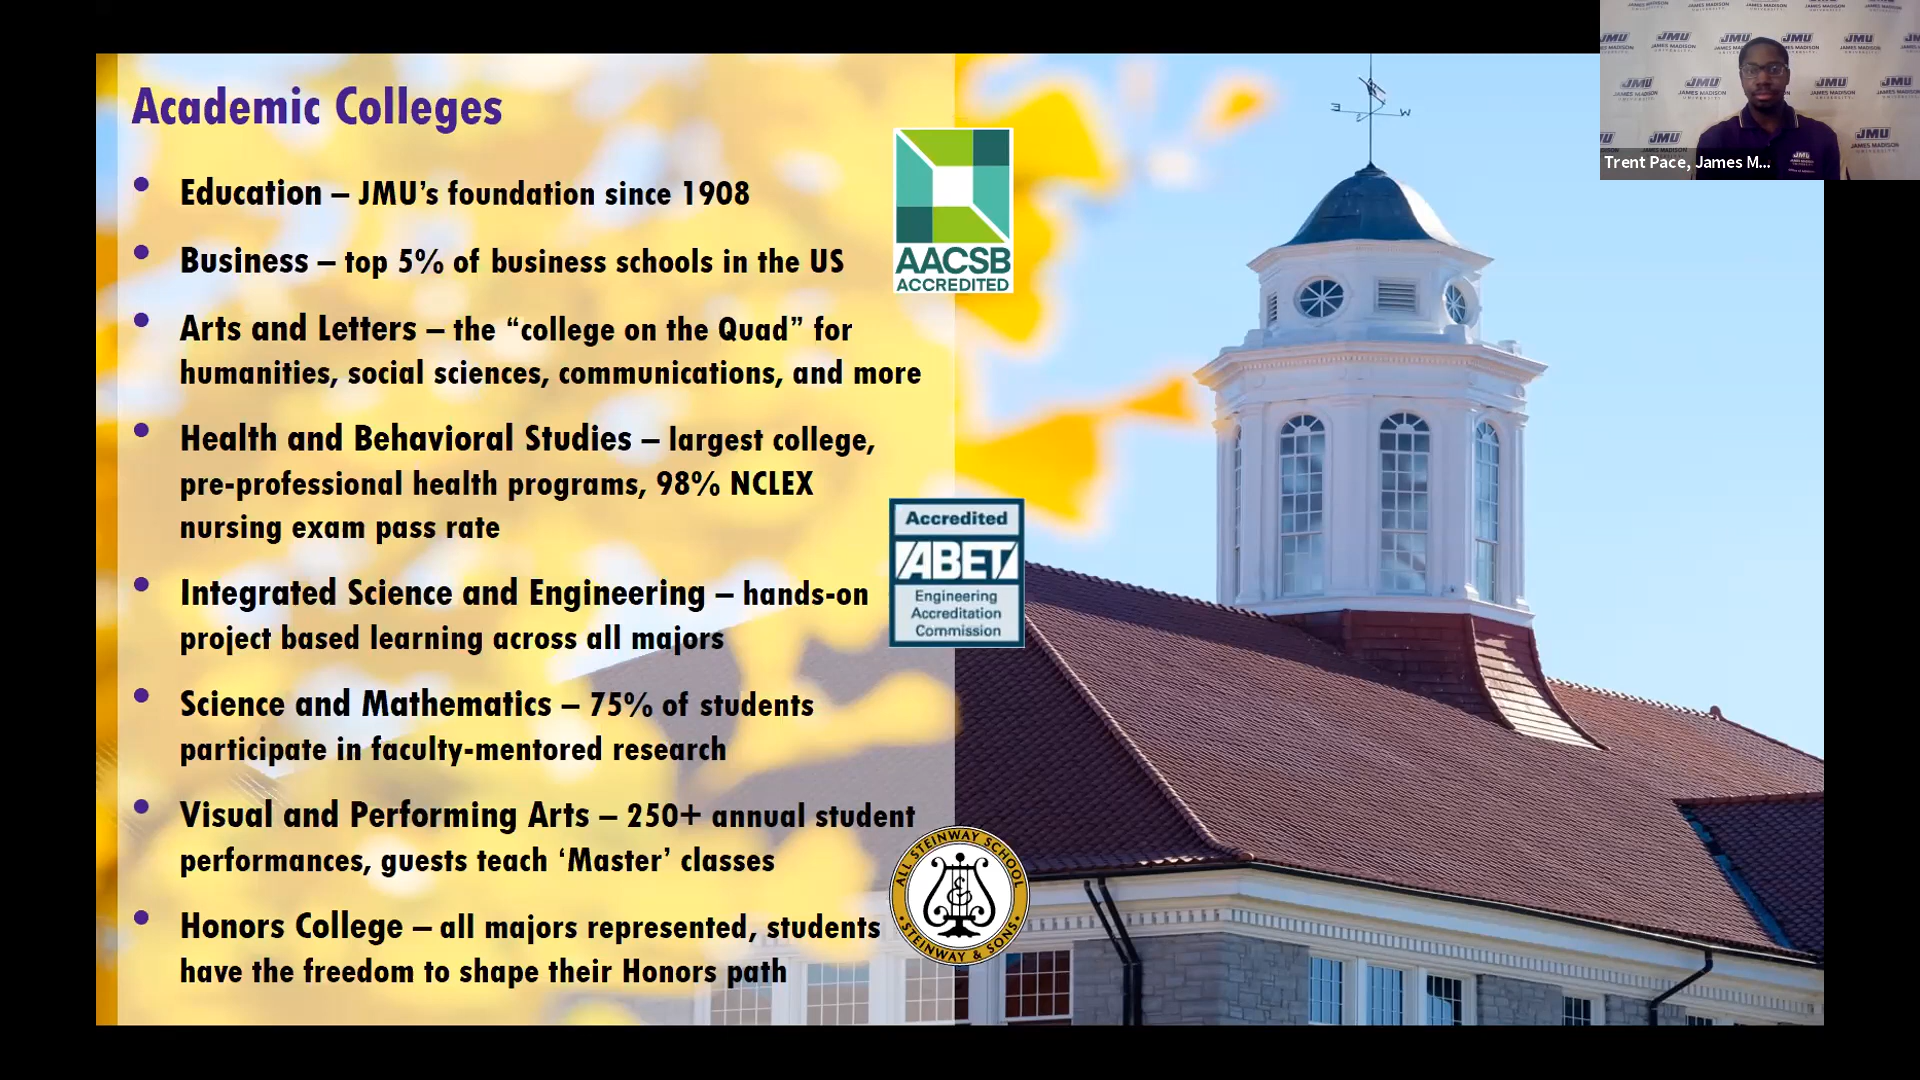 Academic Colleges
• Education – JMU’s foundation since 1908
• Business – top 5% of business schools in the US
• Arts and Letters – the “college on the Quad” for
humanities, social sciences, communications, and more
• Health and Behavioral Studies – largest college,
pre-professional health programs, 98% NCLEX
nursing exam pass rate
• Integrated Science and Engineering – hands-on
project based learning across all majors
• Science and Mathematics – 75% of students
participate in faculty-mentored research
• Visual and Performing Arts – 250+ annual student
performances, guests teach ‘Master’ classes
• Honors College – all majors represented, students
have the freedom to shape their Honors path
AACSB
ACCREDITED
Accredited
ABET
Engineering
Accreditation
Commission
ALL STEINWAY SCHOOL
• STEINWAY & SONS •
E
W
JMU
JAMES MADISON
UNIVERSITY
Trent Pace, James M...